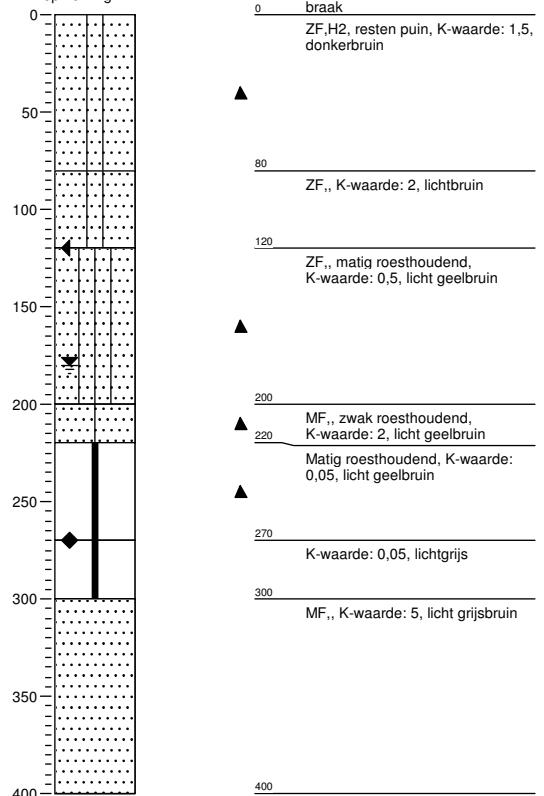 0
50
100
150
200
250
300
350
400
0 braak
ZF,H2, resten puin, K-waarde: 1,5,
donkerbruin
80
ZF,, K-waarde: 2, lichtbruin
120
ZF,, matig roesthoudend,
K-waarde: 0,5, licht geelbruin
200
MF,, zwak roesthoudend,
K-waarde: 2, licht geelbruin
220
Matig roesthoudend, K-waarde:
0,05, licht geelbruin
270
K-waarde: 0,05, lichtgrijs
300
MF,, K-waarde: 5, licht grijsbruin
400